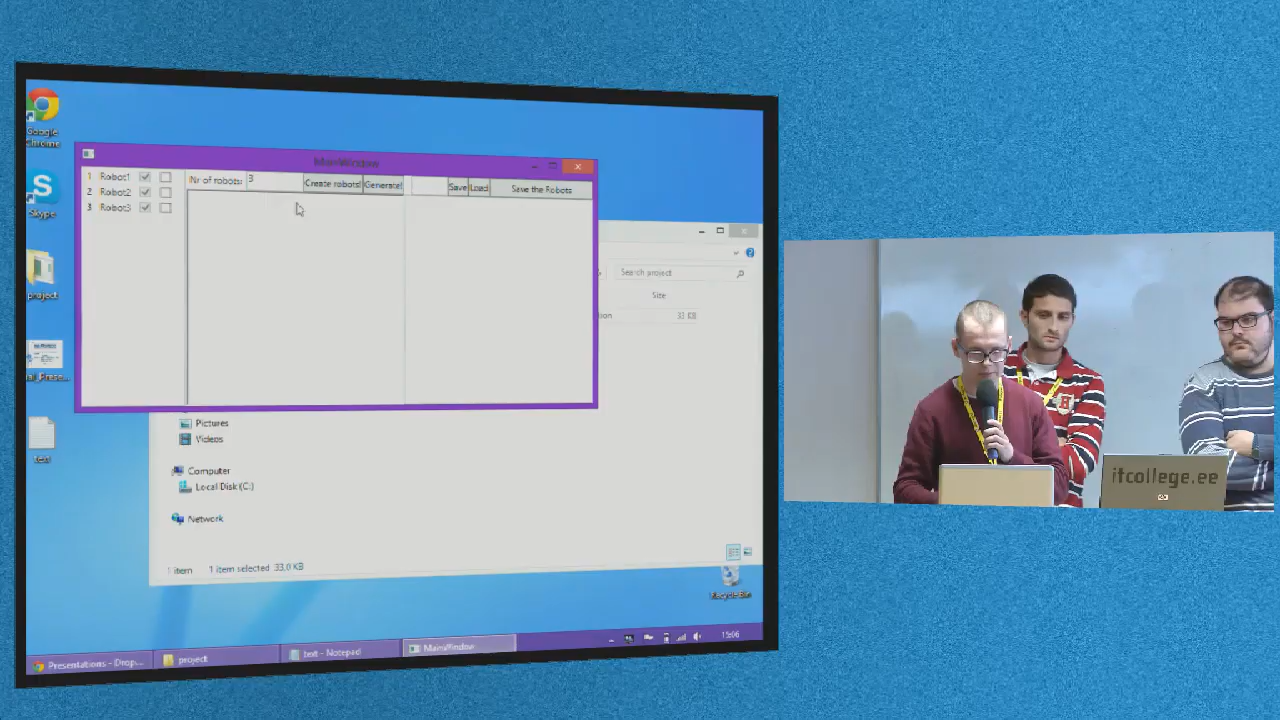 Google
Chrome
Skype
project
text
MainWindow
1 Robot1
2 Robot2
3 Robot3
Nr of robots:
3
Create robots!
Generate!
Save
Load
Save the Robots
Search project
Size
33 KB
Pictures
Videos
Computer
Local Disk (C:)
Network
1 item
1 item selected 33,0 KB
Recycle Bin
Presentations - Drop...
project
text - Notepad
MainWindow
15:06
itcollege.ee